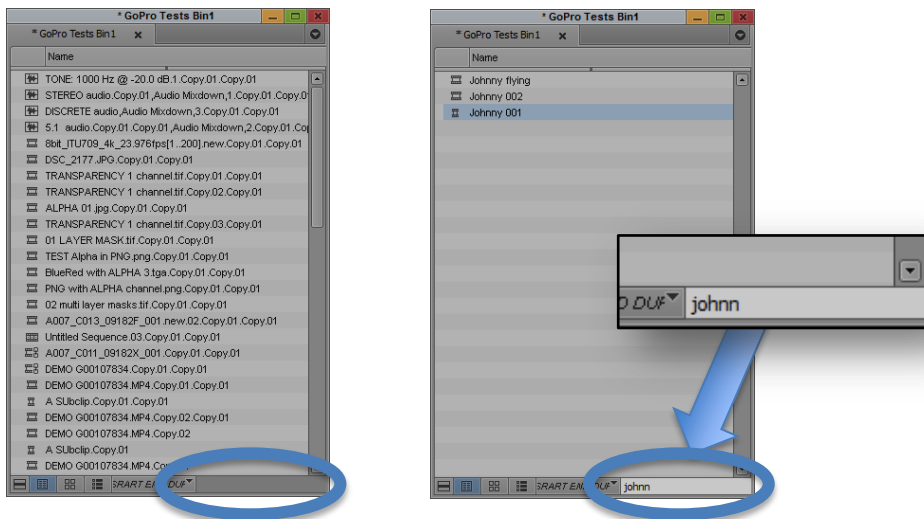 * GoPro Tests Bin1
* GoPro Tests Bin1 x
Name
TONE: 1000 Hz @ -20.0 dB.1.Copy.01.Copy.01
STEREO audio.Copy.01,Audio Mixdown,1.Copy.01.Copy.0
DISCRETE audio,Audio Mixdown,3.Copy.01.Copy.01
5.1 audio.Copy.01.Copy.01,Audio Mixdown,2.Copy.01.Cop
8bit_ITU709_4k_23.976fps[1..200].new.Copy.01.Copy.01
DSC_2177.JPG.Copy.01.Copy.01
TRANSPARENCY 1 channel.tif.Copy.01.Copy.01
TRANSPARENCY 1 channel.tif.Copy.02.Copy.01
ALPHA 01.jpg.Copy.01.Copy.01
TRANSPARENCY 1 channel.tif.Copy.03.Copy.01
01 LAYER MASK.tif.Copy.01.Copy.01
TEST Alpha in PNG.png.Copy.01.Copy.01
BlueRed with ALPHA 3.tga.Copy.01.Copy.01
PNG with ALPHA channel.png.Copy.01.Copy.01
02 multi layer masks.tif.Copy.01.Copy.01
A007_C013_09182F_001.new.02.Copy.01.Copy.01
Untitled Sequence.03.Copy.01.Copy.01
A007_C011_09182X_001.Copy.01.Copy.01
DEMO G00107834.Copy.01.Copy.01
DEMO G00107834.MP4.Copy.01.Copy.01
A SUbclip.Copy.01.Copy.01
DEMO G00107834.MP4.Copy.02.Copy.01
DEMO G00107834.MP4.Copy.02
A SUbclip.Copy.01
DEMO G00107834.MP4.Co
* GoPro Tests Bin1
* GoPro Tests Bin1 x
Name
Johnny flying
Johnny 002
Johnny 001
johnn
johnn